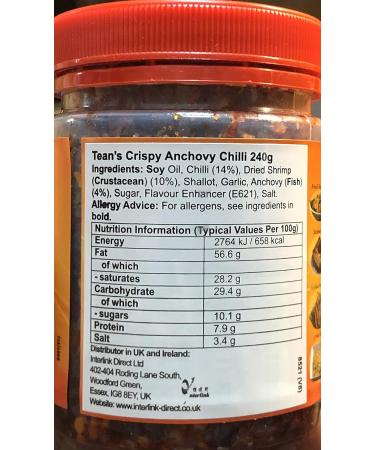 Tean's Crispy Anchovy Chilli 240g
Ingredients: Soy Oil, Chilli (14%), Dried Shrimp
(Crustacean) (10%), Shallot, Garlic, Anchovy (Fish)
(4%), Sugar, Flavour Enhancer (E621), Salt.
Allergy Advice: For allergens, see ingredients in
bold.
Nutrition Information (Typical Values Per 100g)
Energy 2764 kJ / 658 kcal
Fat 56.6 g
of which
- saturates 28.2 g
Carbohydrate 29.4 g
of which
- sugars 10.1 g
Protein 7.9 g
Salt 3.4 g
Distributor in UK and Ireland:
Interlink Direct Ltd
402-404 Roding Lane South,
Woodford Green,
Essex, IG8 8EY, UK
Website: www.interlink-direct.co.uk
interlink
8521 (V6)